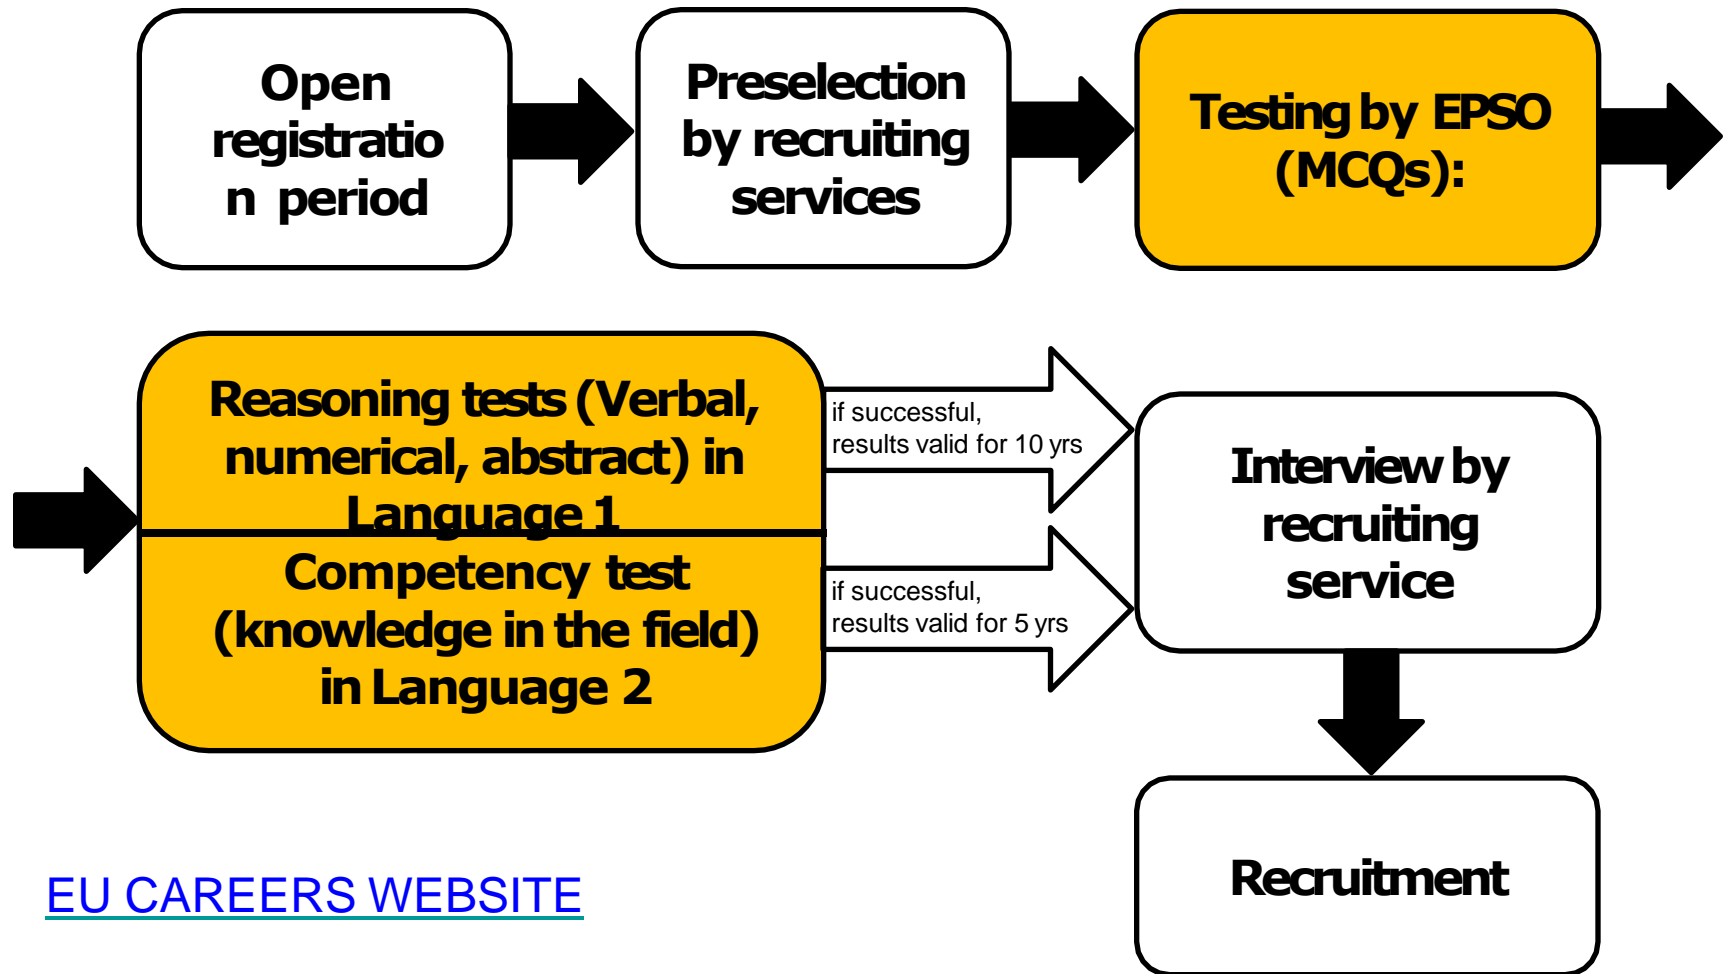 Open
registratio
n period
Preselection
by recruiting
services
Testing by EPSO
(MCQs):
Reasoning tests (Verbal,
numerical, abstract) in
Language 1
Competency test
(knowledge in the field)
in Language 2
if successful,
results valid for 10 yrs
if successful,
results valid for 5 yrs
Interview by
recruiting
service
Recruitment
EU CAREERS WEBSITE